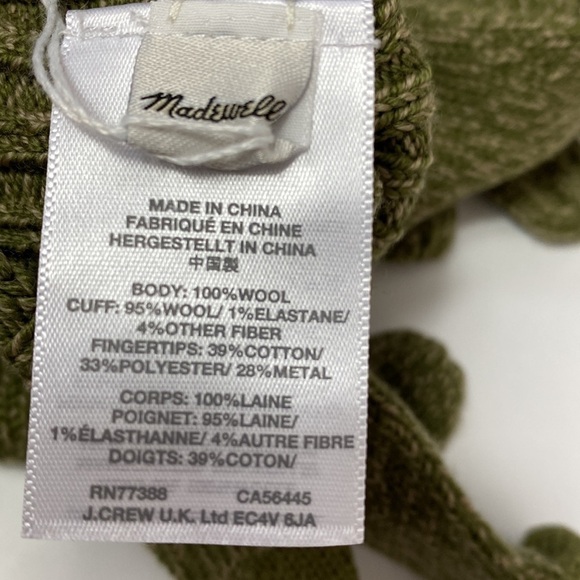 Madewell
MADE IN CHINA
FABRIQUÉ EN CHINE
HERGESTELLT IN CHINA
中国製
BODY: 100%WOOL
CUFF: 95%WOOL/ 1%ELASTANE/
4%OTHER FIBER
FINGERTIPS: 39%COTTON/
33%POLYESTER/ 28%METAL
CORPS: 100%LAINE
POIGNET: 95%LAINE/
1%ÉLASTHANNE/ 4%AUTRE FIBRE
DOIGTS: 39%COTON/
RN77388 CA56445
J.CREW U.K. Ltd EC4V 6JA